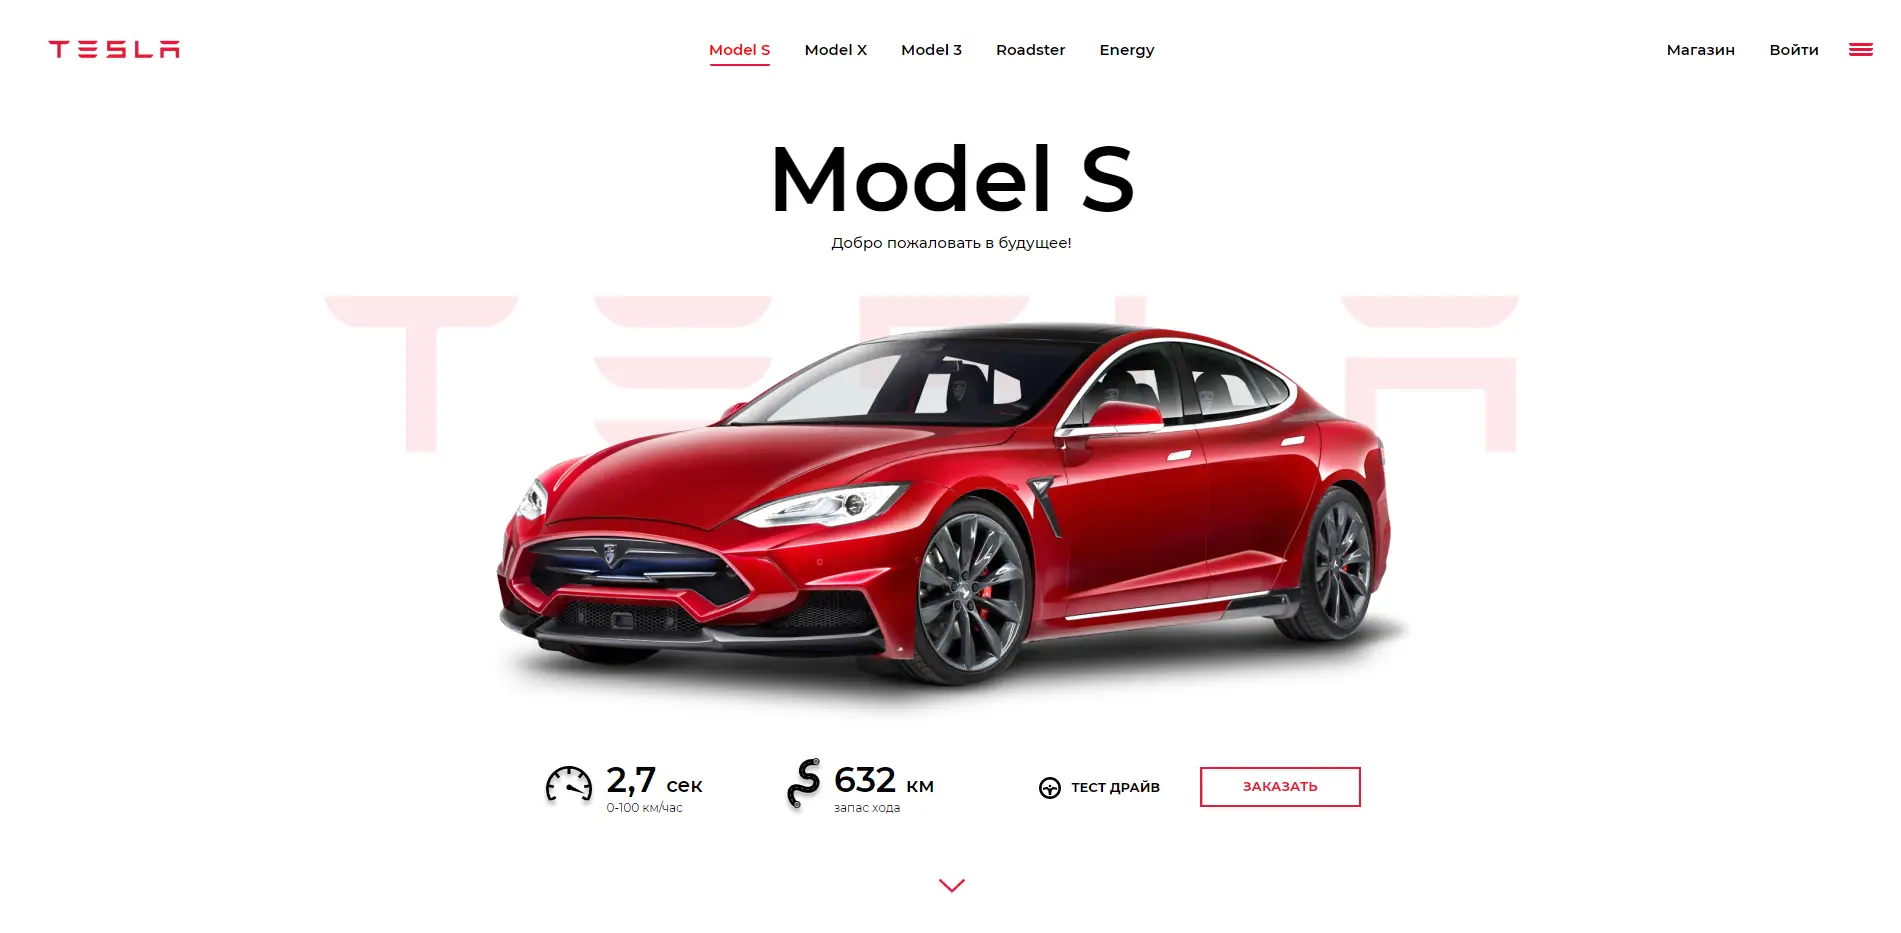 TESLA
Model S
Model X
Model 3
Roadster
Energy
Магазин
Войти
Model S
Добро пожаловать в будущее!
TESLA
2,7 сек
0-100 км/час
632 км
запас хода
ТЕСТ ДРАЙВ
ЗАКАЗАТЬ